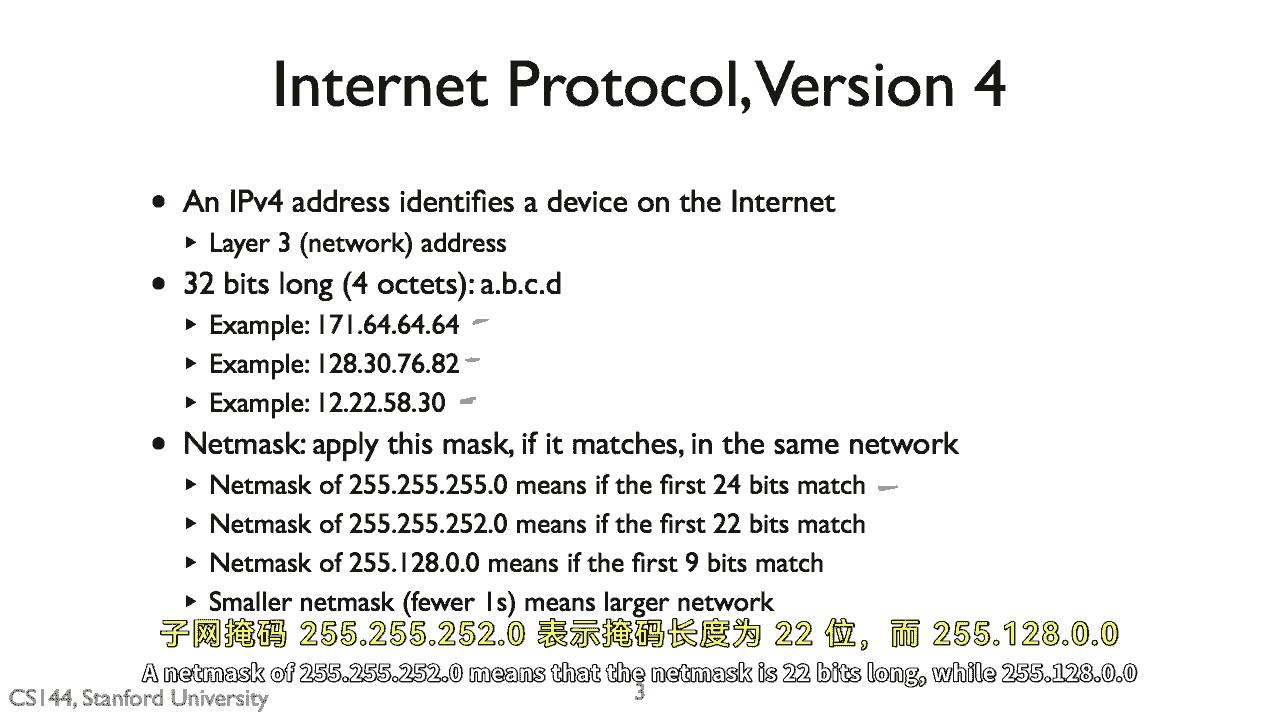 Internet Protocol, Version 4
• An IPv4 address identifies a device on the Internet
▸ Layer 3 (network) address
• 32 bits long (4 octets): a.b.c.d
▸ Example: 171.64.64.64
▸ Example: 128.30.76.82
▸ Example: 12.22.58.30
• Netmask: apply this mask, if it matches, in the same network
▸ Netmask of 255.255.255.0 means if the first 24 bits match
▸ Netmask of 255.255.252.0 means if the first 22 bits match
▸ Netmask of 255.128.0.0 means if the first 9 bits match
▸ Smaller netmask (fewer 1s) means larger network
子网掩码 255.255.252.0 表示掩码长度为 22 位，而 255.128.0.0
A netmask of 255.255.252.0 means that the netmask is 22 bits long, while 255.128.0.0
CS144, Stanford University
3